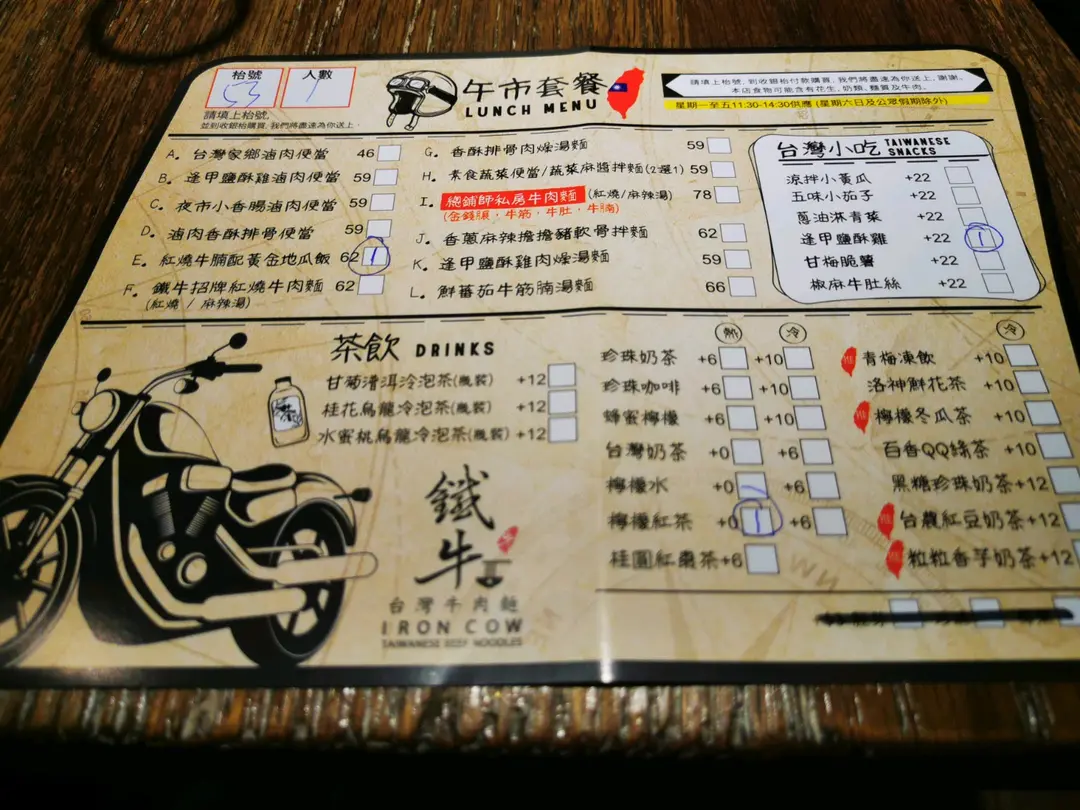 枱號 人數
53 1
請填上枱號,
並到收銀枱購買, 我們將盡速為你送上。
午市套餐
LUNCH MENU
請填上枱號, 到收銀枱付款購買, 我們將盡速為你送上, 謝謝。
本店食物可能含有花生, 奶類, 麵質及牛肉。
星期一至五11:30-14:30供應 (星期六日及公眾假期除外)
A. 台灣家鄉滷肉便當 46
B. 逢甲鹽酥雞滷肉便當 59
C. 夜市小香腸滷肉便當 59
D. 滷肉香酥排骨便當 59
E. 紅燒牛腩配黃金地瓜飯 62 1
F. 鐵牛招牌紅燒牛肉麵 62
(紅燒 / 麻辣湯)
G. 香酥排骨肉燥湯麵 59
H. 素食蔬菜便當/蔬菜麻醬拌麵(2選1) 59
I. 總鋪師私房牛肉麵 (紅燒/麻辣湯) 78
(金錢腱,牛筋,牛肚,牛腩)
J. 香蔥麻辣擔擔豬軟骨拌麵 62
K. 逢甲鹽酥雞肉燥湯麵 59
L. 鮮蕃茄牛筋腩湯麵 66
台灣小吃 TAIWANESE SNACKS
涼拌小黃瓜 +22
五味小茄子 +22
蔥油淋青菜 +22
逢甲鹽酥雞 +22 1
甘梅脆薯 +22
椒麻牛肚絲 +22
茶飲 DRINKS
甘菊潽洱冷泡茶(瓶裝) +12
桂花烏龍冷泡茶(瓶裝) +12
水蜜桃烏龍冷泡茶(瓶裝) +12
鐵牛
台灣牛肉麵
IRON COW
TAIWANESE BEEF NOODLES
熱 冷
珍珠奶茶 +6 +10
珍珠咖啡 +6 +10
蜂蜜檸檬 +6 +10
台灣奶茶 +0 +6
檸檬水 +0 +6
檸檬紅茶 +0 1 +6
桂圓紅棗茶 +6
冷
推 青梅凍飲 +10
洛神鮮花茶 +10
推 檸檬冬瓜茶 +10
百香QQ綠茶 +10
黑糖珍珠奶茶 +12
推 台農紅豆奶茶 +12
推 粒粒香芋奶茶 +12